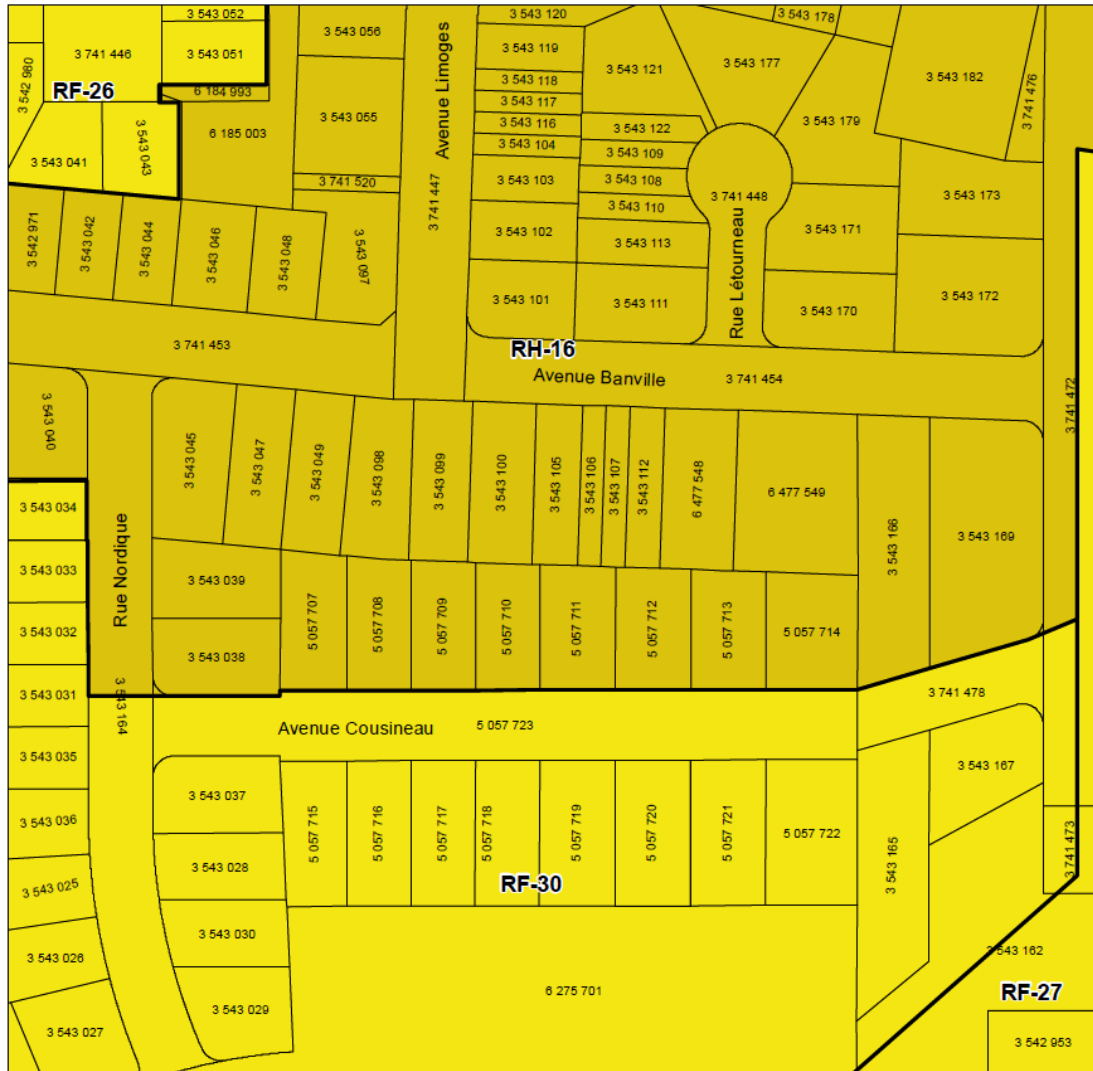 3 543 052
3 543 120
3 543 178
3 741 446
3 543 051
3 543 056
3 543 119
3 543 121
3 543 177
3 543 182
3 542 980
RF-26
6 184 993
Avenue Limoges
3 543 118
3 741 476
3 543 117
6 185 003
3 543 055
3 543 116
3 543 122
3 543 179
3 543 041
3 543 043
3 543 104
3 543 109
3 741 520
3 543 103
3 543 108
3 741 448
3 543 173
3 741 447
3 543 110
3 542 971
3 543 042
3 543 044
3 543 046
3 543 048
3 543 097
3 543 102
3 543 113
Rue Létourneau
3 543 171
3 543 101
3 543 111
3 543 170
3 543 172
3 741 453
RH-16
Avenue Banville
3 741 454
3 741 472
3 543 040
3 543 045
3 543 047
3 543 049
3 543 098
3 543 099
3 543 100
3 543 105
3 543 106
3 543 107
3 543 112
6 477 548
6 477 549
3 543 166
3 543 169
3 543 034
3 543 033
Rue Nordique
3 543 039
3 543 032
5 057 707
5 057 708
5 057 709
5 057 710
5 057 711
5 057 712
5 057 713
5 057 714
3 543 038
3 543 031
3 543 164
3 741 478
Avenue Cousineau
5 057 723
3 543 035
3 543 037
3 543 167
3 543 036
5 057 715
5 057 716
5 057 717
5 057 718
5 057 719
5 057 720
5 057 721
5 057 722
3 543 165
3 741 473
3 543 028
3 543 025
RF-30
3 543 030
3 543 026
3 543 162
6 275 701
RF-27
3 543 029
3 543 027
3 542 953